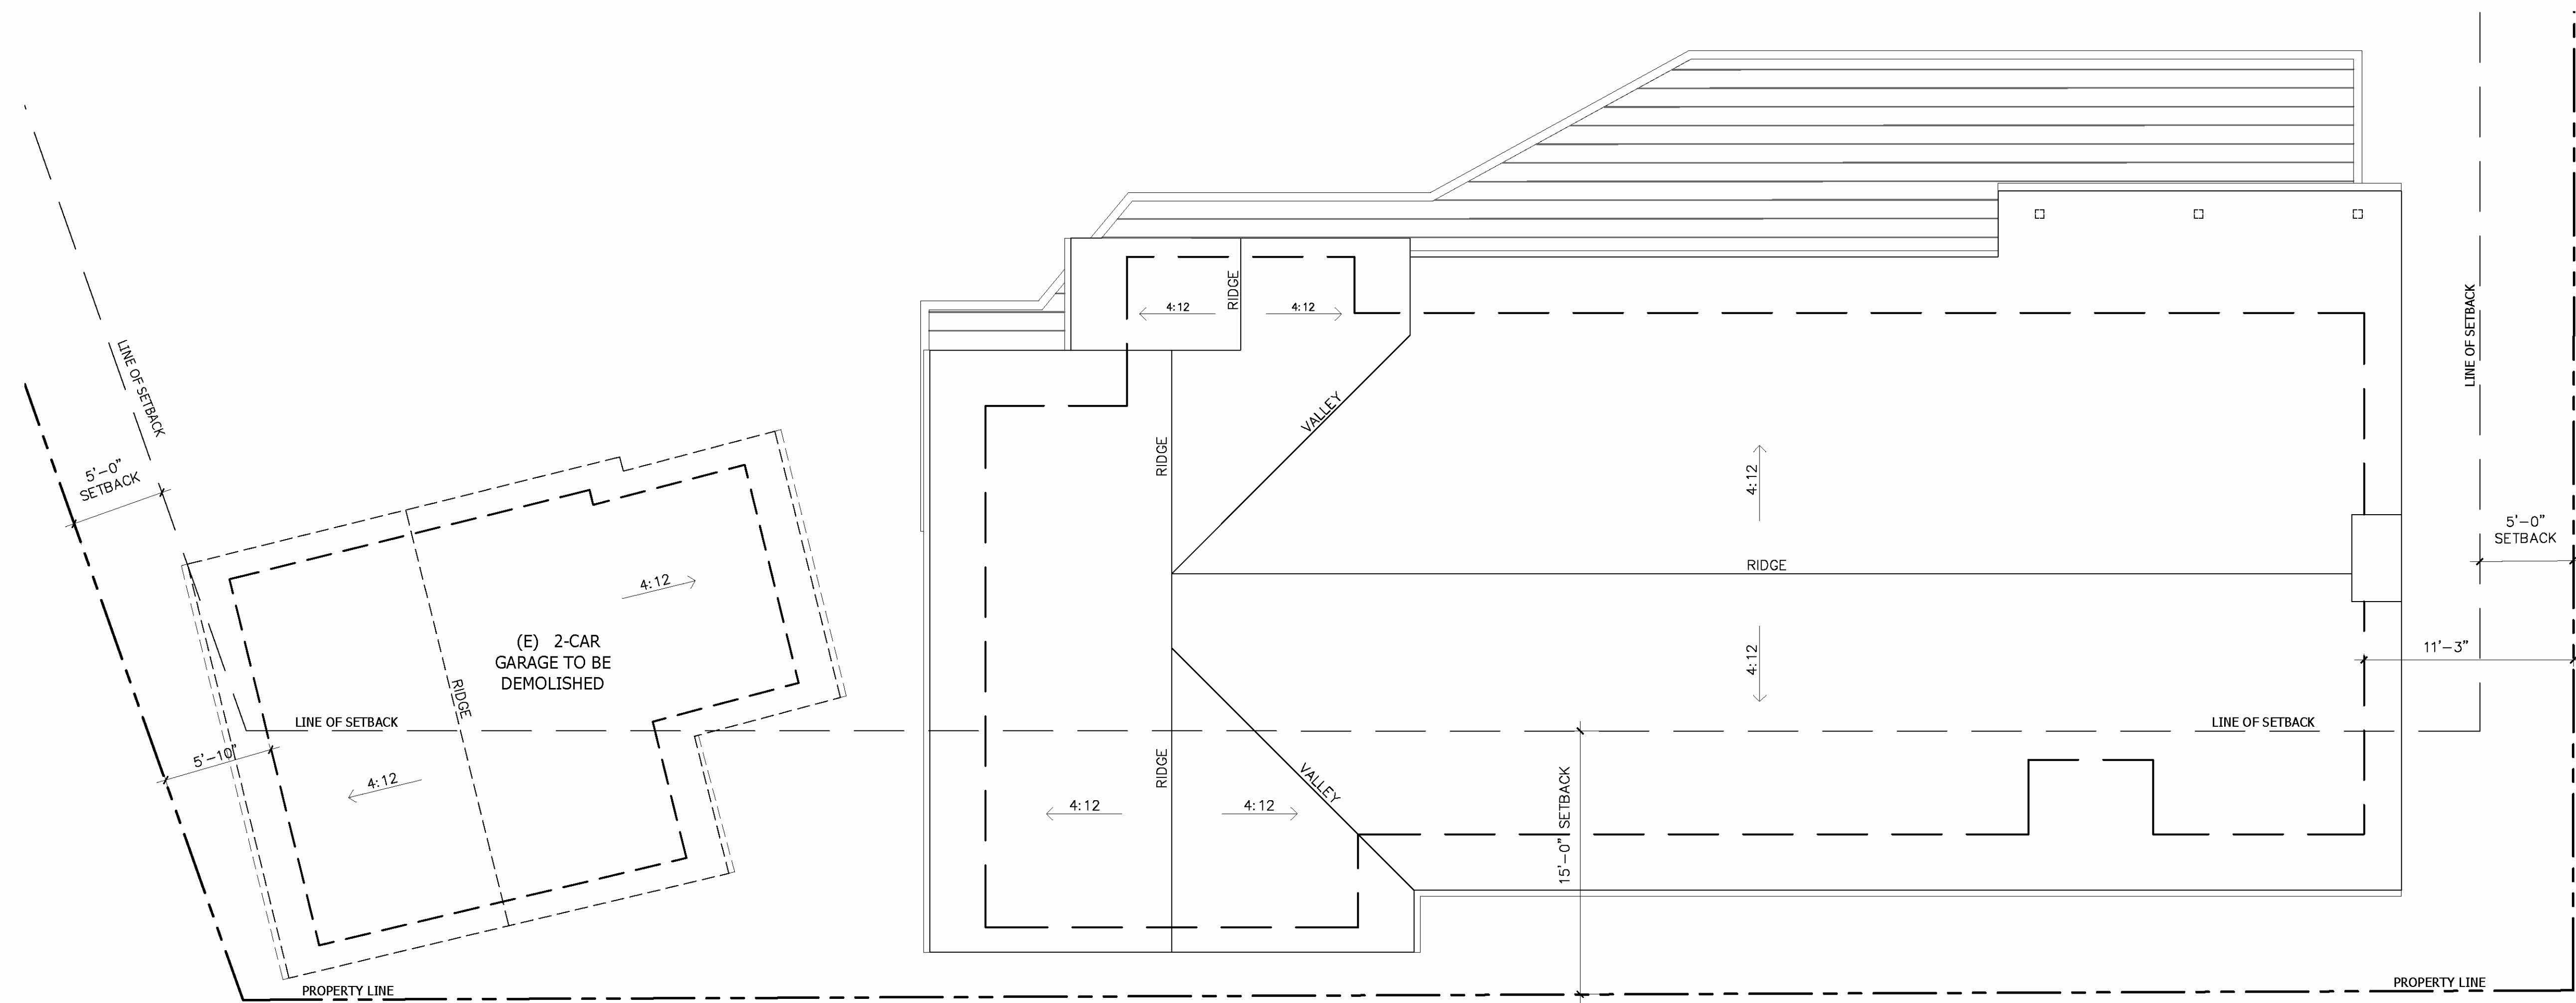 LINE OF SETBACK
5'-0"
SETBACK
5'-10"
4:12
4:12
RIDGE
(E) 2-CAR
GARAGE TO BE
DEMOLISHED
LINE OF SETBACK
PROPERTY LINE
4:12
RIDGE
4:12
RIDGE
VALLEY
RIDGE
4:12
4:12
VALLEY
4:12
RIDGE
4:12
15'-0" SETBACK
LINE OF SETBACK
LINE OF SETBACK
5'-0"
SETBACK
11'-3"
PROPERTY LINE